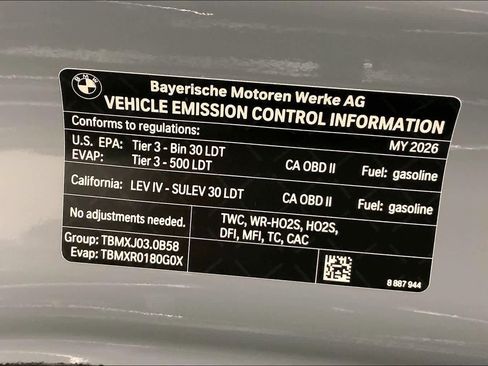 BMW
Bayerische Motoren Werke AG
VEHICLE EMISSION CONTROL INFORMATION
Conforms to regulations: MY 2026
U.S. EPA: Tier 3 - Bin 30 LDT
EVAP: Tier 3 - 500 LDT CA OBD II Fuel: gasoline
California: LEV IV - SULEV 30 LDT CA OBD II Fuel: gasoline
No adjustments needed. TWC, WR-HO2S, HO2S,
DFI, MFI, TC, CAC
Group: TBMXJ03.0B58
Evap: TBMXR0180G0X
8 887 944